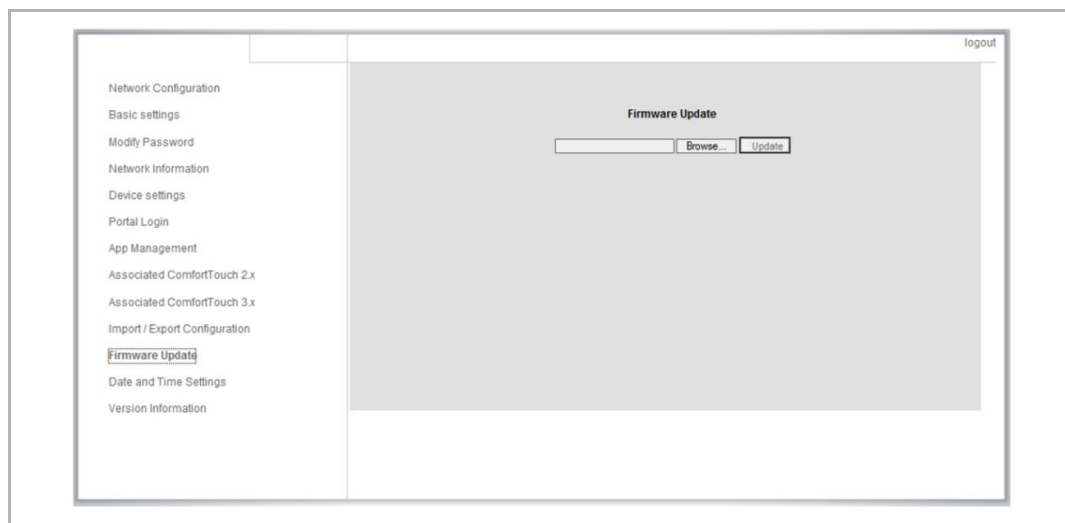 logout
Network Configuration
Basic settings
Modify Password
Network Information
Device settings
Portal Login
App Management
Associated ComfortTouch 2.x
Associated ComfortTouch 3.x
Import / Export Configuration
Firmware Update
Date and Time Settings
Version Information
Firmware Update
Browse... Update